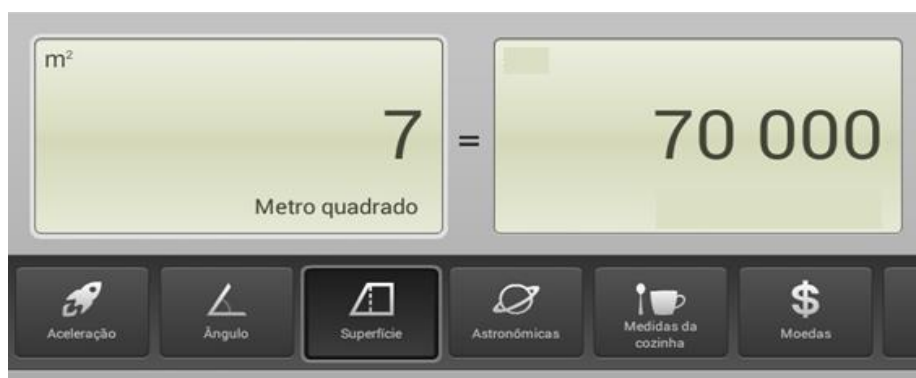 m²
7
Metro quadrado
=
70 000
Aceleração
Ângulo
Superfície
Astronômicas
Medidas da
cozinha
Moedas